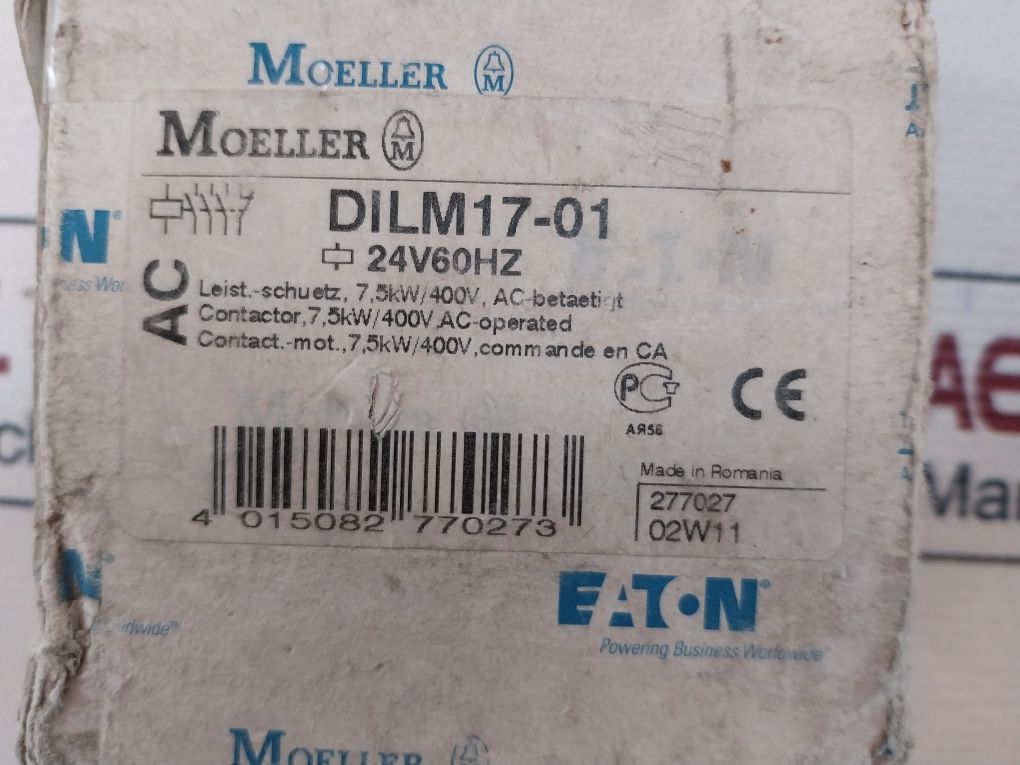 MOELLER
MOELLER M
DILM17-01
24V60HZ
AC
Leist.-schuetz, 7,5kW/400V, AC-betaetigt
Contactor,7,5kW/400V,AC-operated
Contact.-mot.,7,5kW/400V,commande en CA
PCT
CE
АЯ56
Made in Romania
277027
02W11
4 015082 770273
EATON®
Powering Business Worldwide
MOELLER